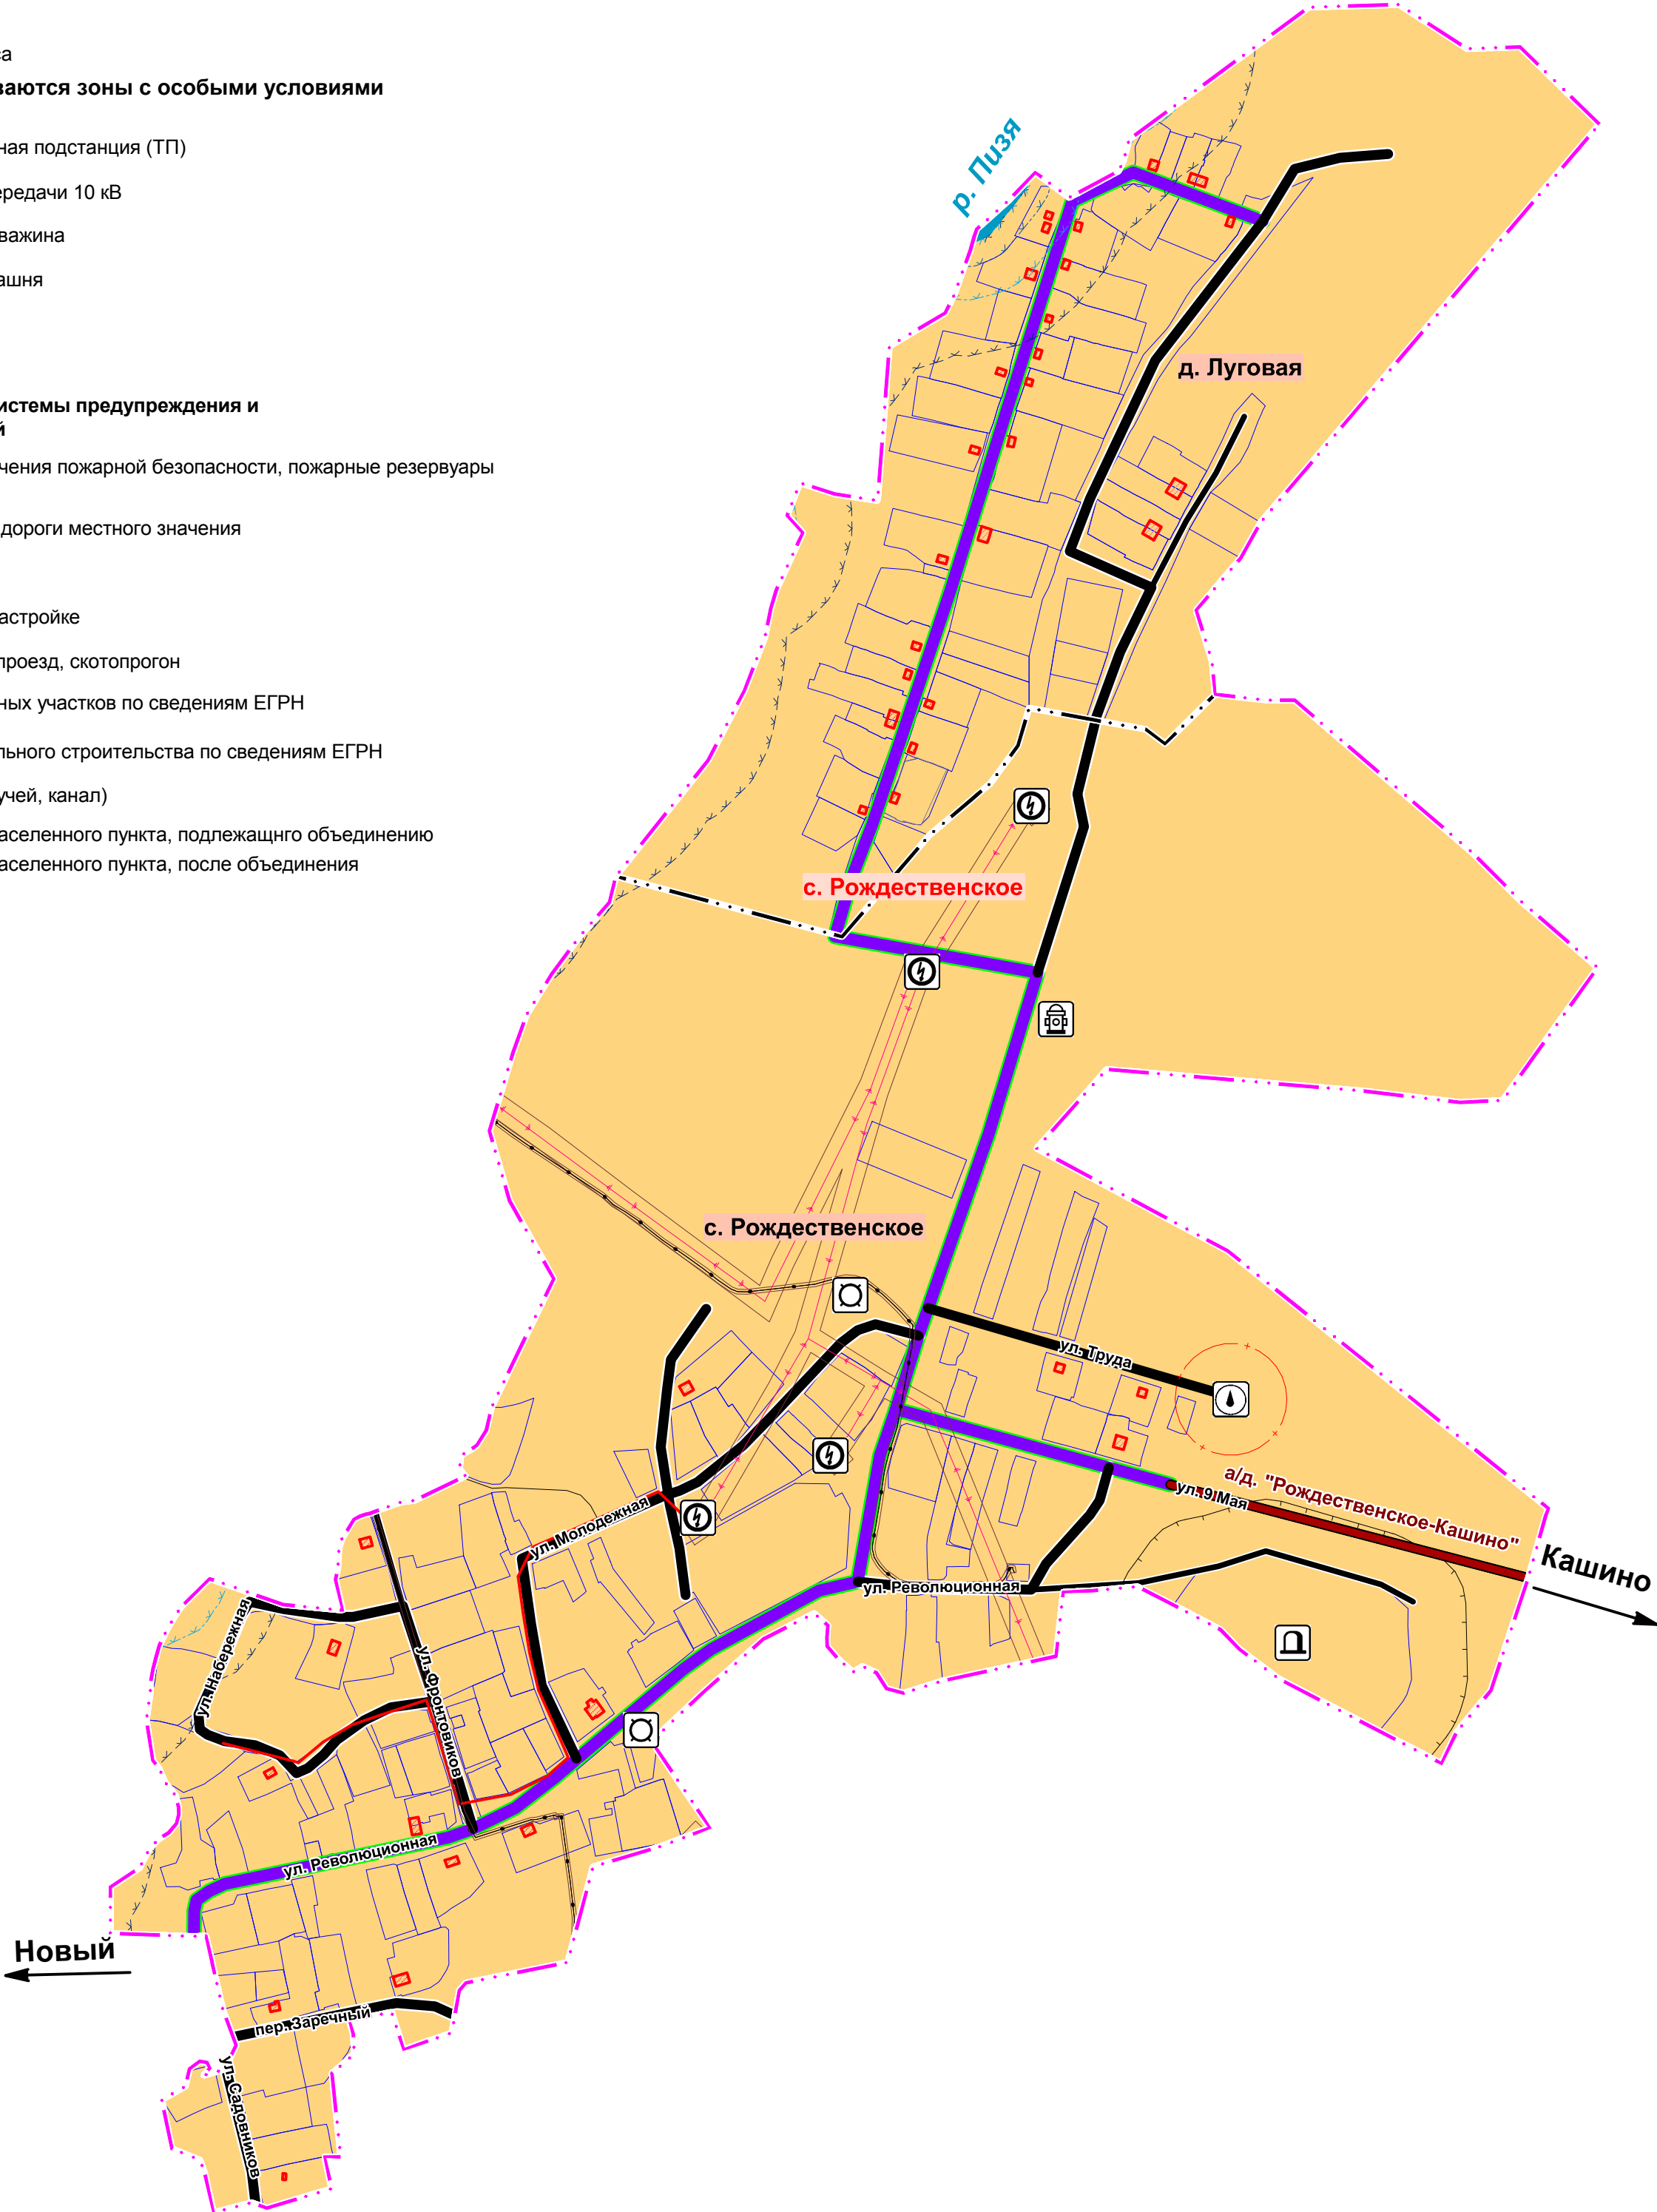 са
ваются зоны с особыми условиями
ная подстанция (ТП)
ередачи 10 кВ
важина
ашня
истемы предупреждения и
й
чения пожарной безопасности, пожарные резервуары
дороги местного значения
астройке
проезд, скотопрогон
ных участков по сведениям ЕГРН
льного строительства по сведениям ЕГРН
учей, канал)
аселенного пункта, подлежащнго объединению
аселенного пункта, после объединения
р. Пизя
д. Луговая
с. Рождественское
с. Рождественское
ул. Труда
а/д. "Рождественское-Кашино"
ул. 9 Мая
Кашино
ул. Молодежная
ул. Революционная
ул. Набережная
ул. Фронтовиков
ул. Революционная
Новый
пер. Заречный
ул. Садовников